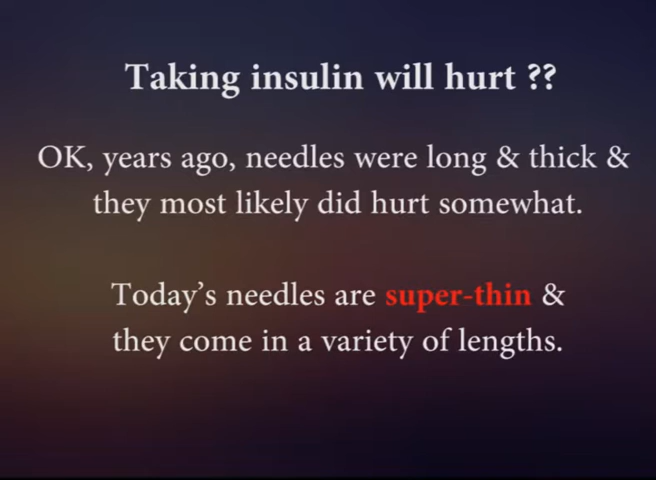 Taking insulin will hurt ??
OK, years ago, needles were long & thick &
they most likely did hurt somewhat.
Today’s needles are super-thin &
they come in a variety of lengths.